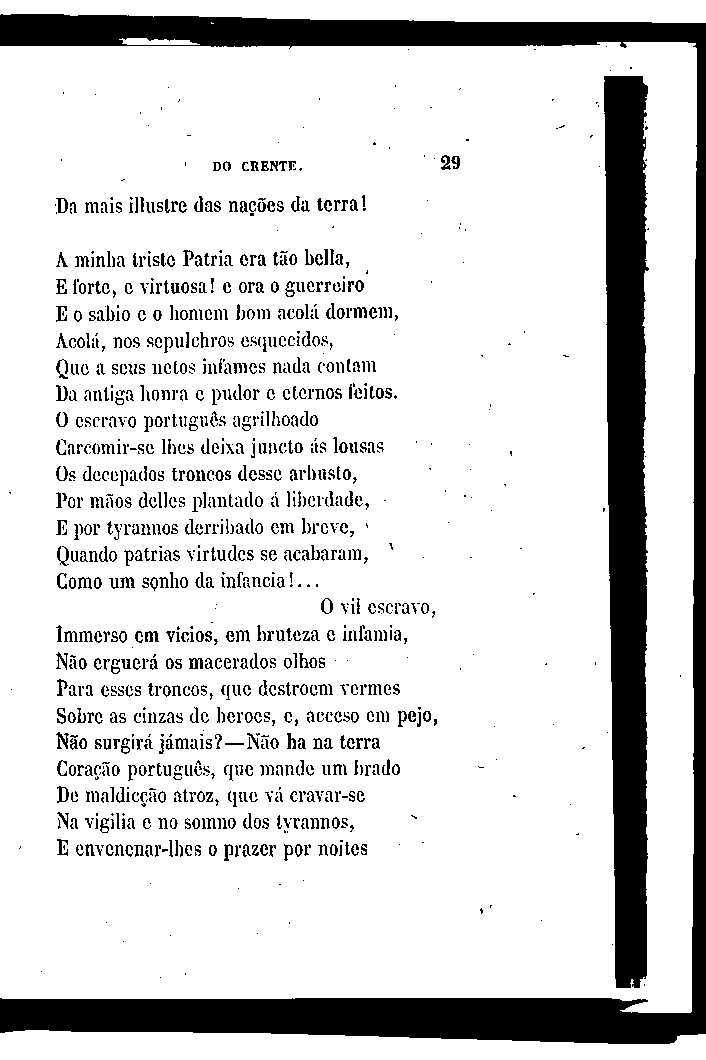 DO CRENTE. 29
Da mais illustre das nações da terra!
A minha triste Patria era tão bella,
E forte, e virtuosa! e ora o guerreiro
E o sabio e o homem bom acolá dormem,
Acolá, nos sepulchros esquecidos,
Que a seus netos infames nada contam
Da antiga honra e pudor e eternos feitos.
O escravo português agrilhoado
Carcomir-se lhes deixa juncto ás lousas
Os decepados troncos desse arbusto,
Por mãos delles plantado á liberdade,
E por tyrannos derribado em breve,
Quando patrias virtudes se acabaram,
Como um sonho da infancia!...
O vil escravo,
Immerso em vícios, em bruteza e infamia,
Não erguerá os macerados olhos
Para esses troncos, que destroem vermes
Sobre as cinzas de heroes, e, acceso em pejo,
Não surgirá jámais?—Não ha na terra
Coração português, que mande um brado
De maldicção atroz, que vá cravar-se
Na vigilia e no somno dos tyrannos,
E envenenar-lhes o prazer por noites